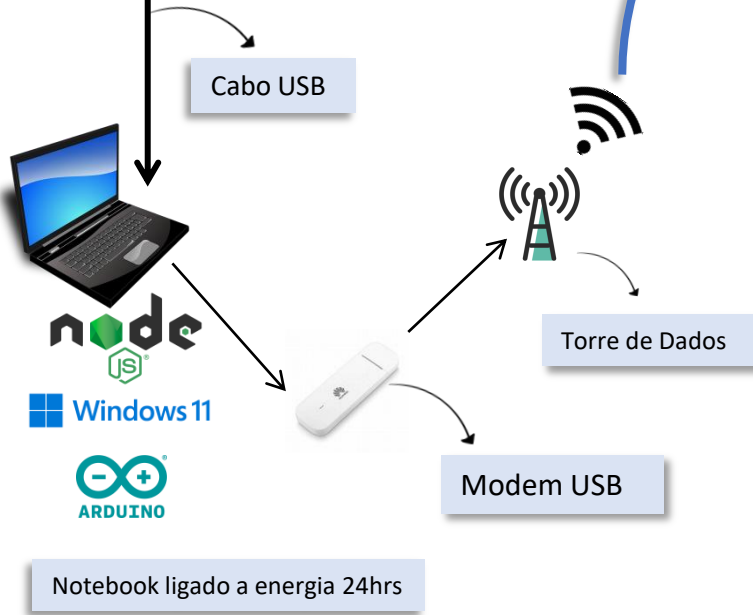 Cabo USB
node
JS
Windows 11
ARDUINO
Torre de Dados
Modem USB
Notebook ligado a energia 24hrs